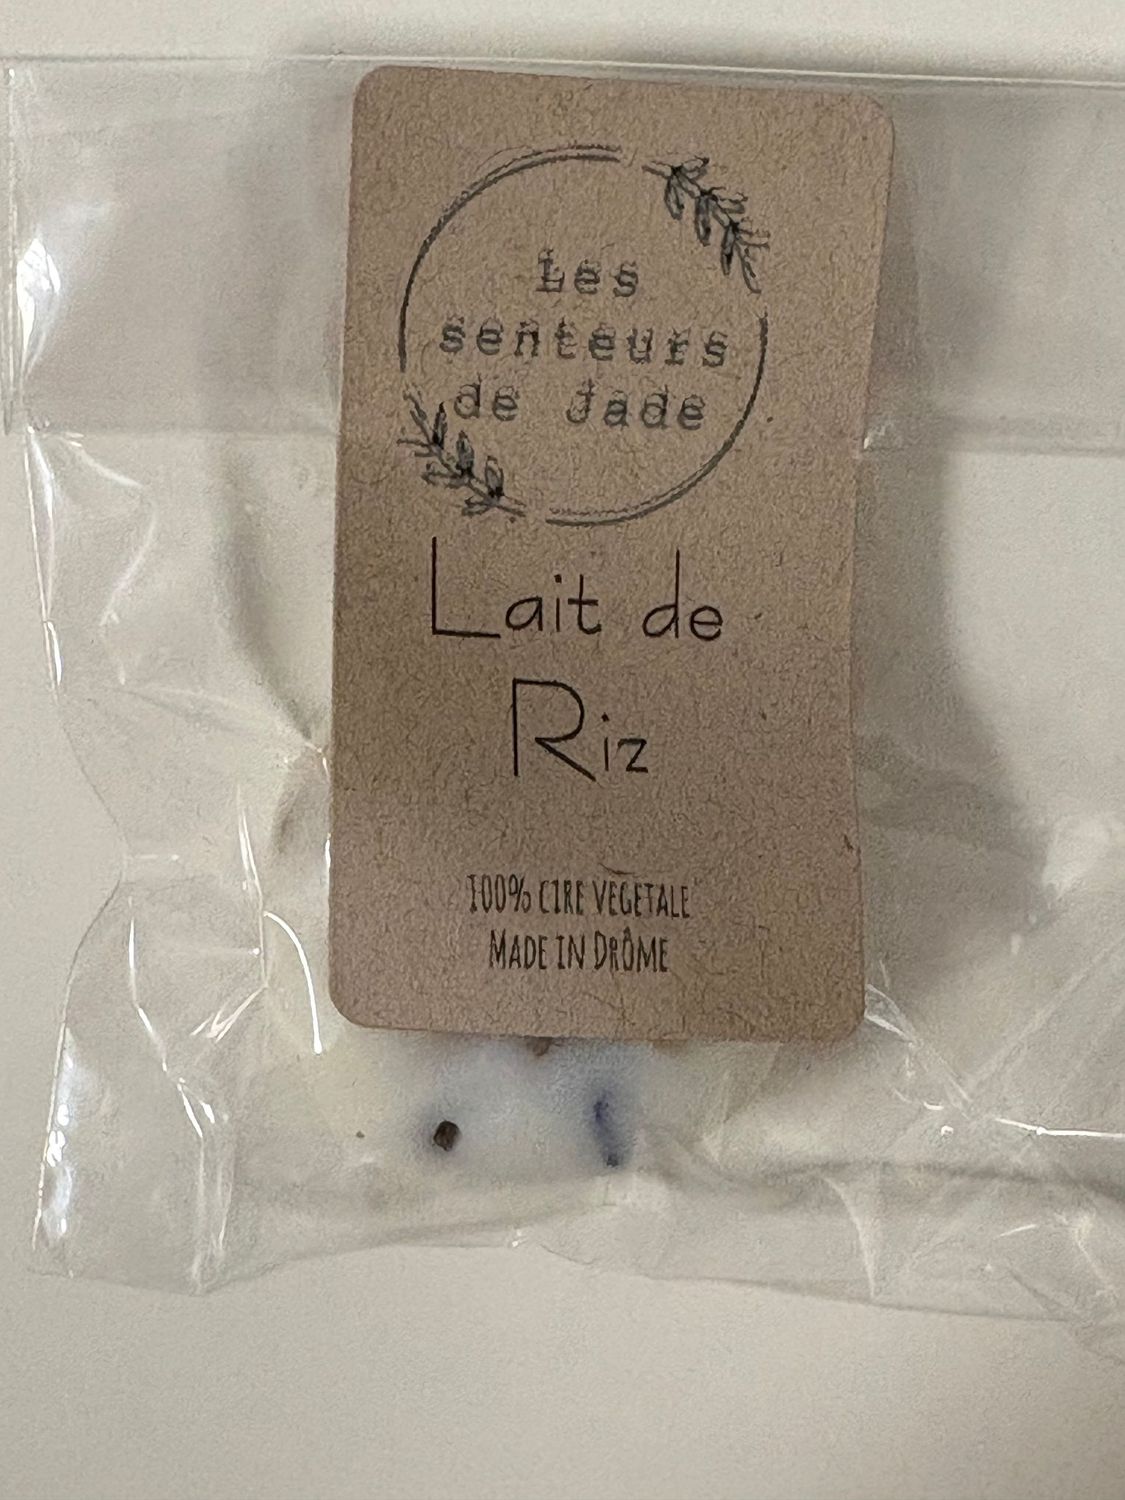 Les
senteurs
de Jade
Lait de
Riz
100% CIRE VEGETALE
MADE IN DRÔME